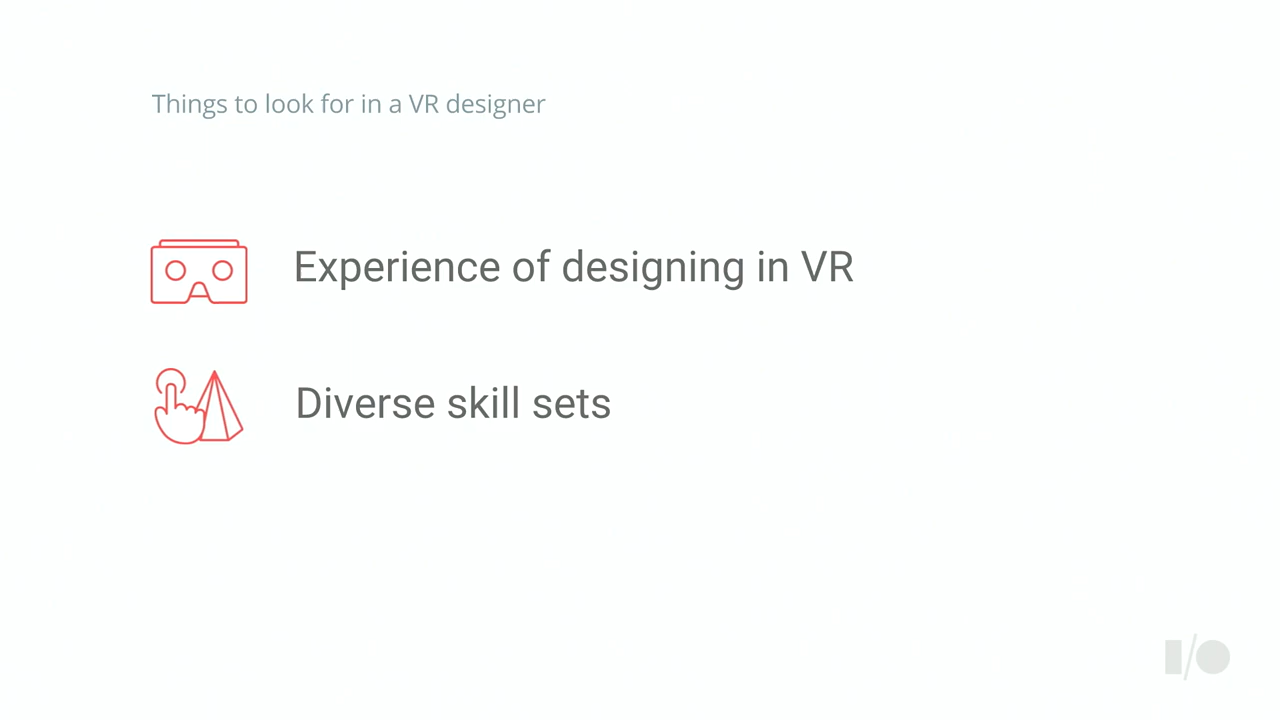 Things to look for in a VR designer
Experience of designing in VR
Diverse skill sets
I/O